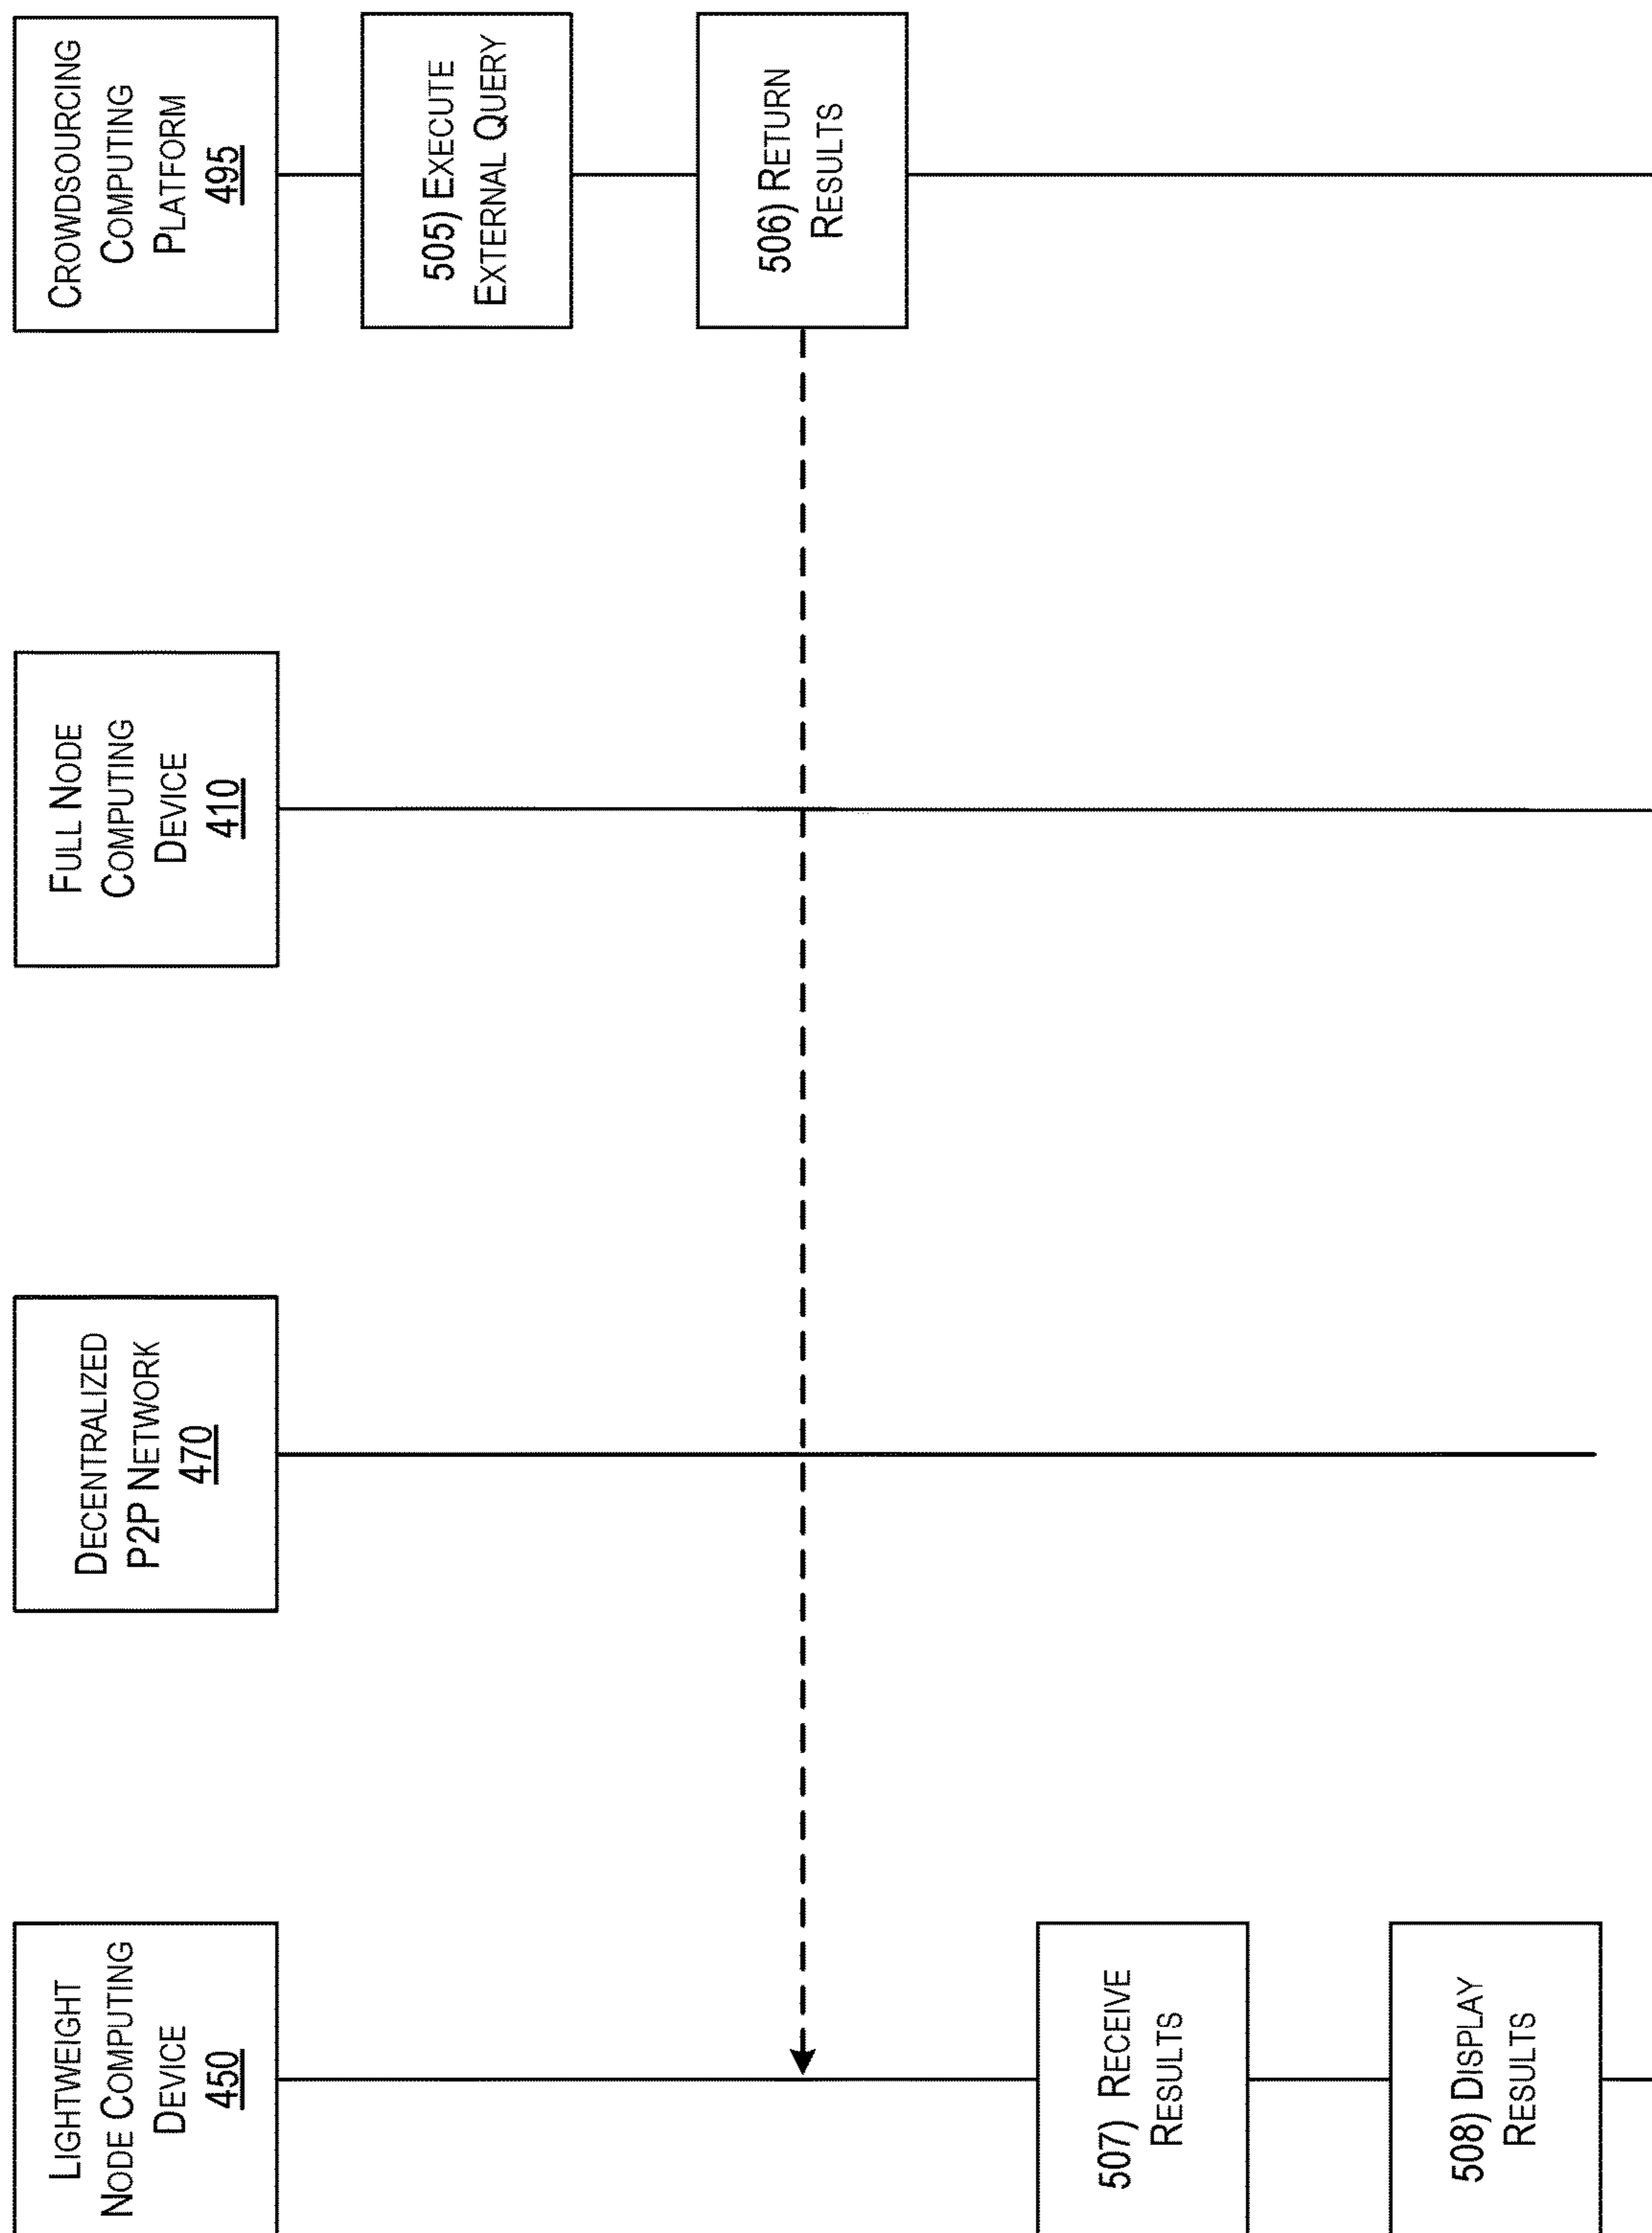 LIGHTWEIGHT
NODE COMPUTING
DEVICE
450
DECENTRALIZED
P2P NETWORK
470
FULL NODE
COMPUTING
DEVICE
410
CROWDSOURCING
COMPUTING
PLATFORM
495
505) EXECUTE
EXTERNAL QUERY
506) RETURN
RESULTS
507) RECEIVE
RESULTS
508) DISPLAY
RESULTS